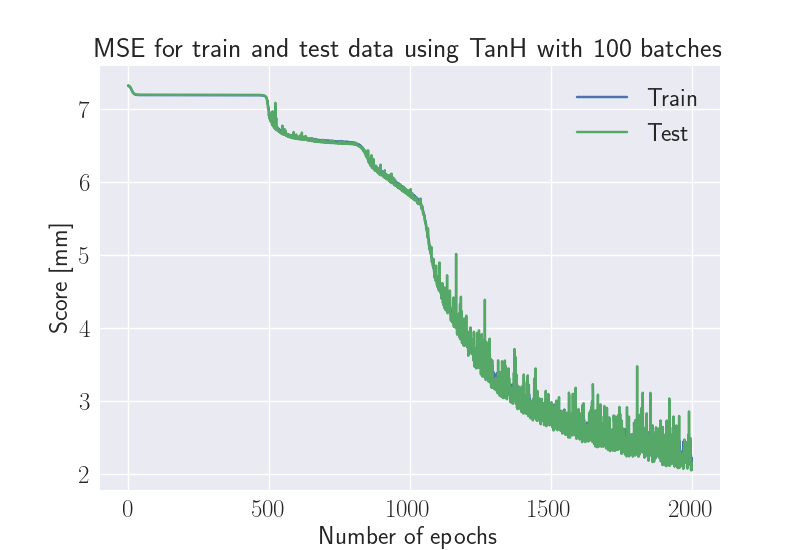 MSE for train and test data using TanH with 100 batches
Train
Test
7
6
5
4
3
2
Score [mm]
0 500 1000 1500 2000
Number of epochs